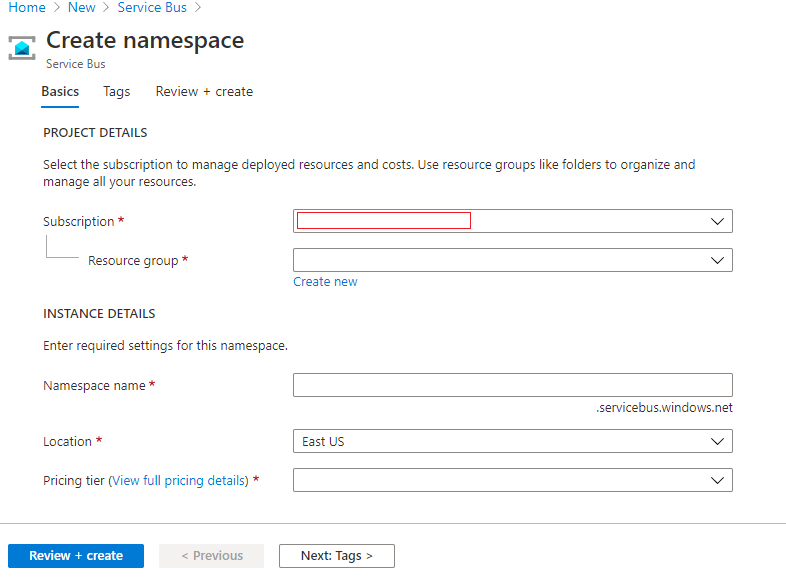 Home > New > Service Bus >
Create namespace
Service Bus
Basics Tags Review + create
PROJECT DETAILS
Select the subscription to manage deployed resources and costs. Use resource groups like folders to organize and
manage all your resources.
Subscription *
Resource group *
Create new
INSTANCE DETAILS
Enter required settings for this namespace.
Namespace name *
.servicebus.windows.net
Location * East US
Pricing tier (View full pricing details) *
Review + create < Previous Next: Tags >